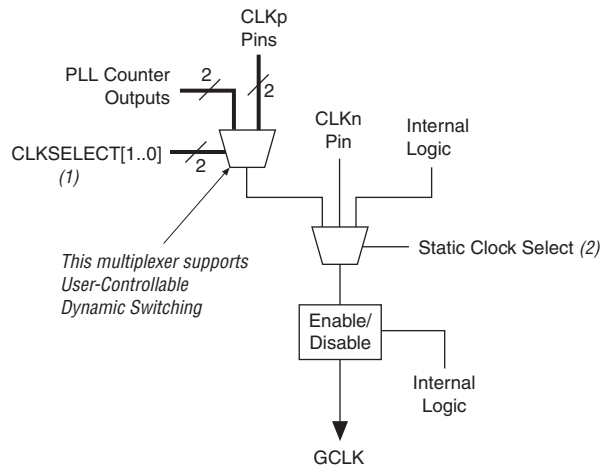 CLKp
Pins
PLL Counter
Outputs
2
2
CLKSELECT[1..0]
(1)
2
CLKn
Pin
Internal
Logic
Static Clock Select (2)
This multiplexer supports
User-Controllable
Dynamic Switching
Enable/
Disable
Internal
Logic
GCLK